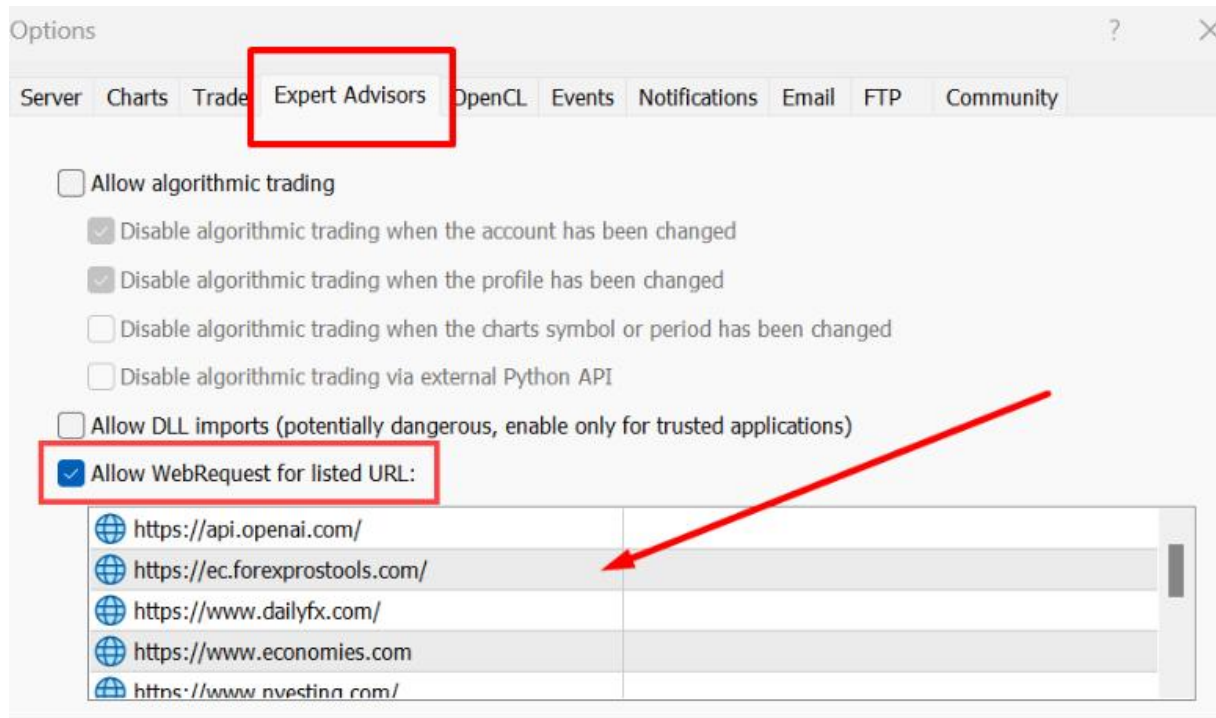 Options ?
Server Charts Trade Expert Advisors OpenCL Events Notifications Email FTP Community
Allow algorithmic trading
Disable algorithmic trading when the account has been changed
Disable algorithmic trading when the profile has been changed
Disable algorithmic trading when the charts symbol or period has been changed
Disable algorithmic trading via external Python API
Allow DLL imports (potentially dangerous, enable only for trusted applications)
Allow WebRequest for listed URL:
https://api.openai.com/
https://ec.forexprostools.com/
https://www.dailyfx.com/
https://www.economies.com